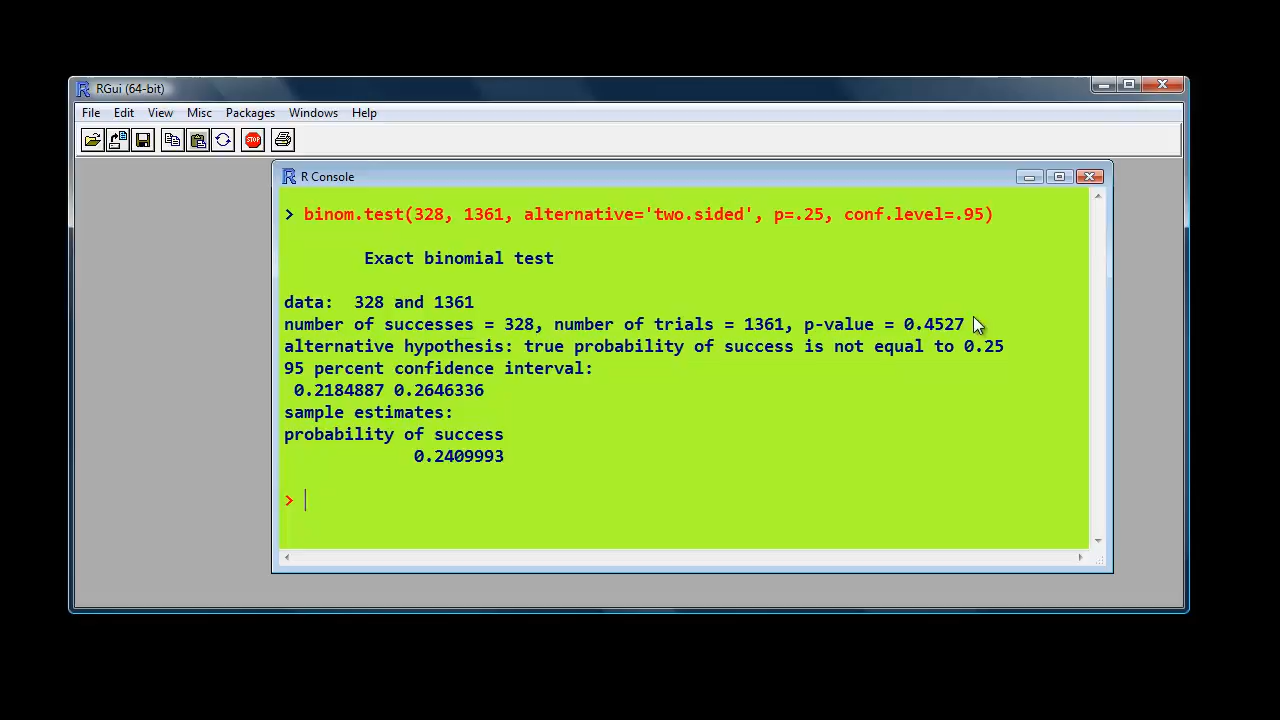 RGui (64-bit)
File Edit View Misc Packages Windows Help
STOP
R Console
> binom.test(328, 1361, alternative='two.sided', p=.25, conf.level=.95)
Exact binomial test
data:  328 and 1361
number of successes = 328, number of trials = 1361, p-value = 0.4527
alternative hypothesis: true probability of success is not equal to 0.25
95 percent confidence interval:
0.2184887 0.2646336
sample estimates:
probability of success
0.2409993
>